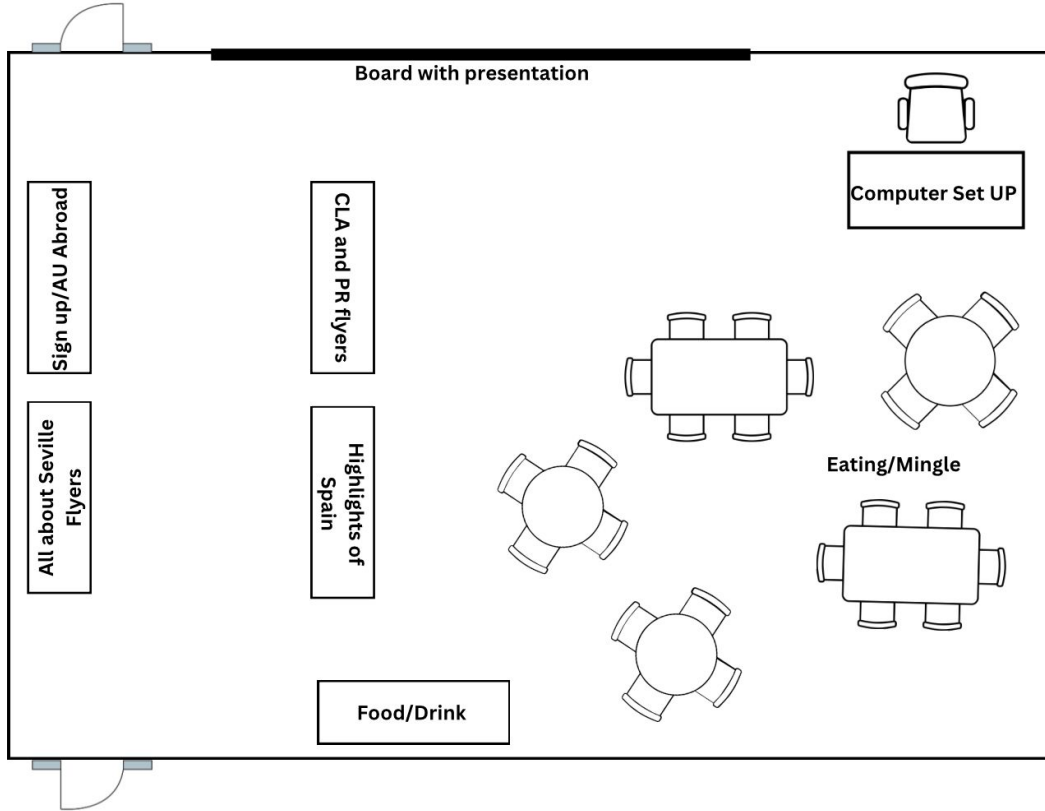 Board with presentation
Computer Set UP
Sign up/AU Abroad
CLA and PR flyers
All about Seville
Flyers
Highlights of
Spain
Eating/Mingle
Food/Drink